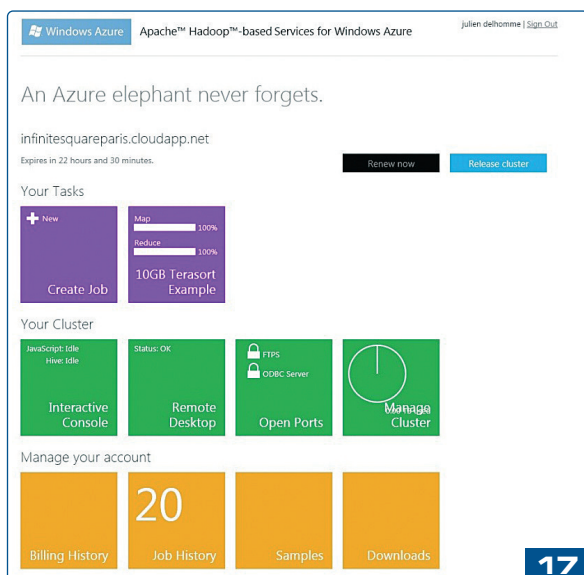 Windows Azure
Apache™ Hadoop™-based Services for Windows Azure
julien delhomme | Sign Out
An Azure elephant never forgets.
infinitesquareparis.cloudapp.net
Expires in 22 hours and 30 minutes.
Renew now
Release cluster
Your Tasks
New
Create Job
Map
100%
Reduce
100%
10GB Terasort
Example
Your Cluster
JavaScript: Idle
Hive: Idle
Interactive
Console
Status: OK
Remote
Desktop
FTPS
ODBC Server
Open Ports
Manage
Cluster
Manage your account
Billing History
20
Job History
Samples
Downloads
17